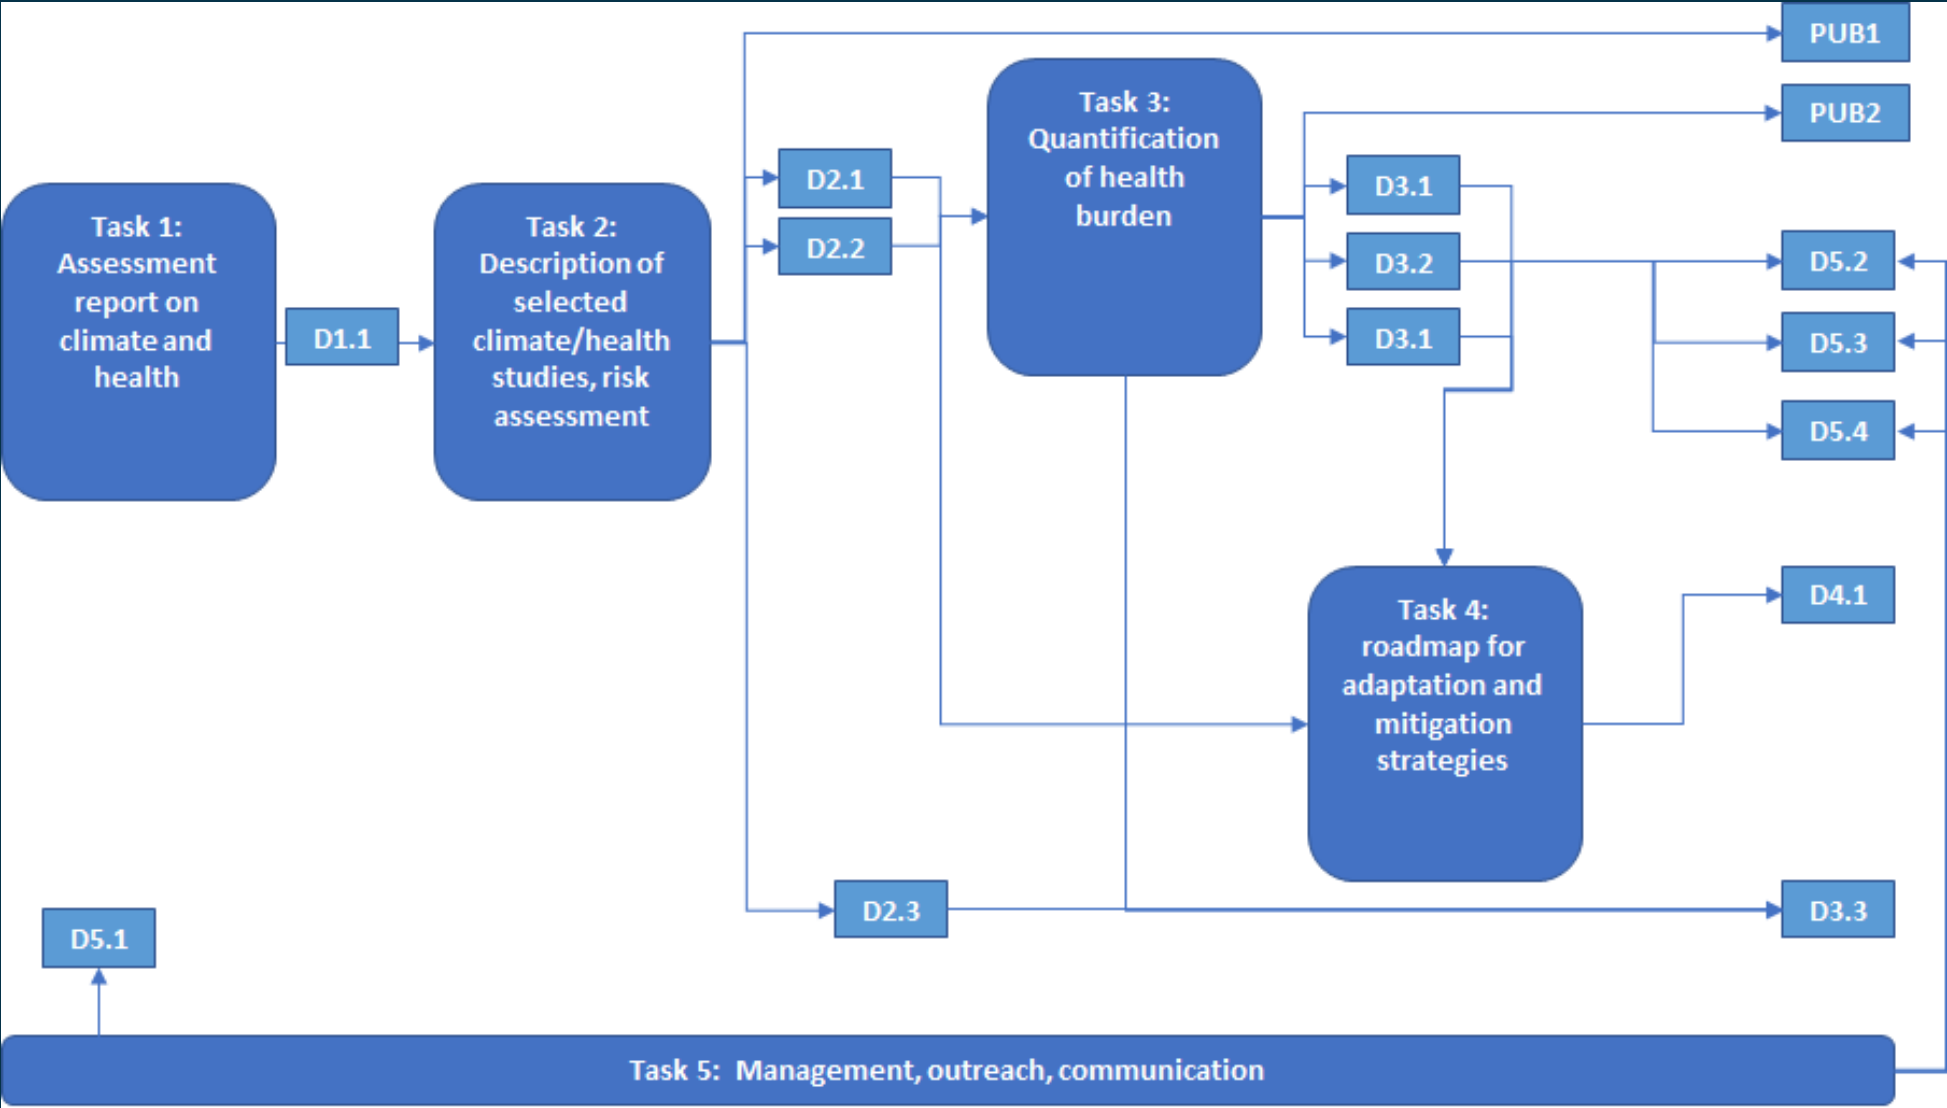 PUB1
PUB2
Task 1:
Assessment
report on
climate and
health
D1.1
Task 2:
Description of
selected
climate/health
studies, risk
assessment
D2.1
D2.2
Task 3:
Quantification
of health
burden
D3.1
D3.2
D3.1
D5.2
D5.3
D5.4
Task 4:
roadmap for
adaptation and
mitigation
strategies
D4.1
D2.3
D3.3
D5.1
Task 5: Management, outreach, communication